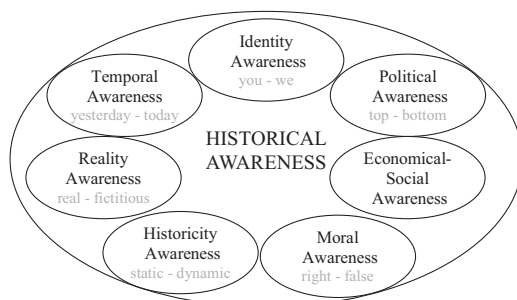 Identity
Awareness
you - we
Temporal
Awareness
yesterday - today
Political
Awareness
top - bottom
HISTORICAL
AWARENESS
Reality
Awareness
real - fictitious
Economical-
Social
Awareness
Historicity
Awareness
static - dynamic
Moral
Awareness
right - false